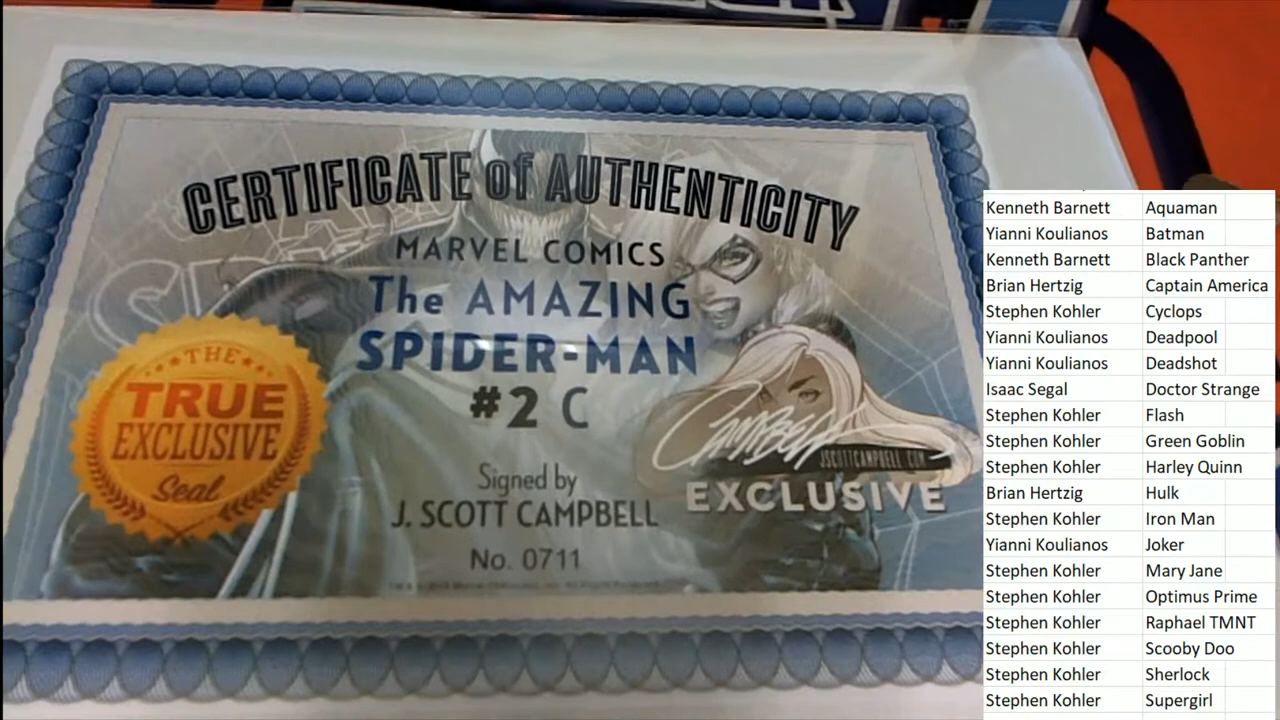 CERTIFICATE of AUTHENTICITY
MARVEL COMICS
The AMAZING
SPIDER-MAN
#2 C
Signed by
J. SCOTT CAMPBELL
No. 0711
THE
TRUE
EXCLUSIVE
Seal
CAMPBELL
JSCOTTCAMPBELL.COM
EXCLUSIVE
Kenneth Barnett Aquaman
Yianni Koulianos Batman
Kenneth Barnett Black Panther
Brian Hertzig Captain America
Stephen Kohler Cyclops
Yianni Koulianos Deadpool
Yianni Koulianos Deadshot
Isaac Segal Doctor Strange
Stephen Kohler Flash
Stephen Kohler Green Goblin
Stephen Kohler Harley Quinn
Brian Hertzig Hulk
Stephen Kohler Iron Man
Yianni Koulianos Joker
Stephen Kohler Mary Jane
Stephen Kohler Optimus Prime
Stephen Kohler Raphael TMNT
Stephen Kohler Scooby Doo
Stephen Kohler Sherlock
Stephen Kohler Supergirl